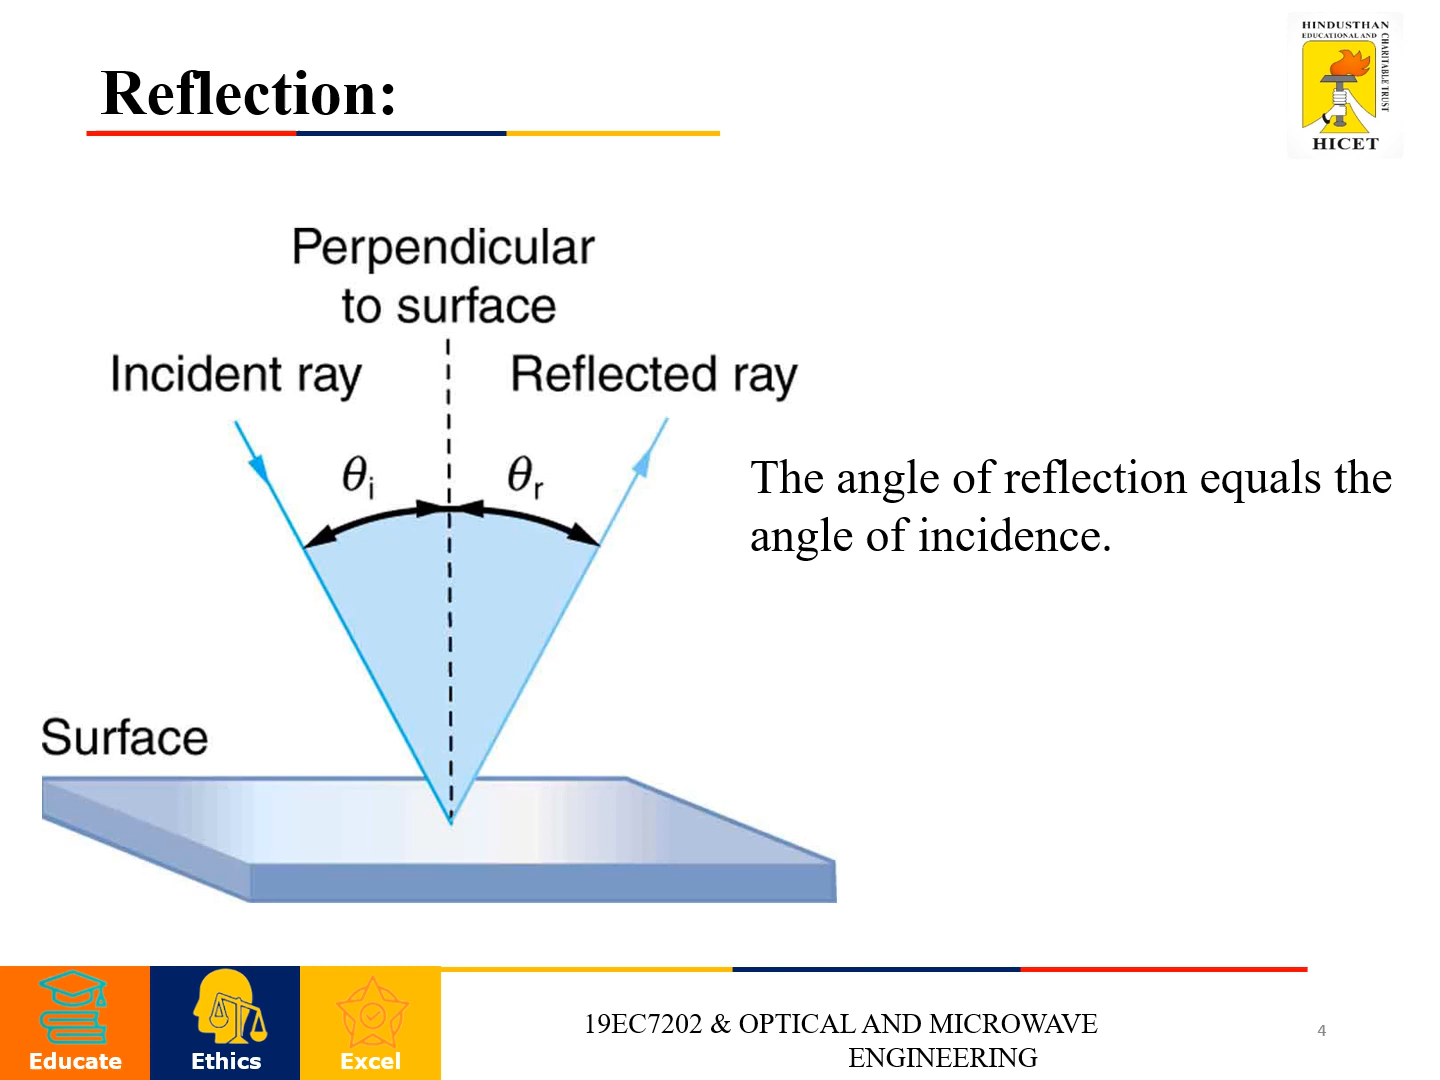 HINDUSTHAN
EDUCATIONAL AND
CHARITABLE TRUST
HICET
Reflection:
Perpendicular
to surface
Incident ray
Reflected ray
θi
θr
The angle of reflection equals the
angle of incidence.
Surface
Educate
Ethics
Excel
19EC7202 & OPTICAL AND MICROWAVE
ENGINEERING
4